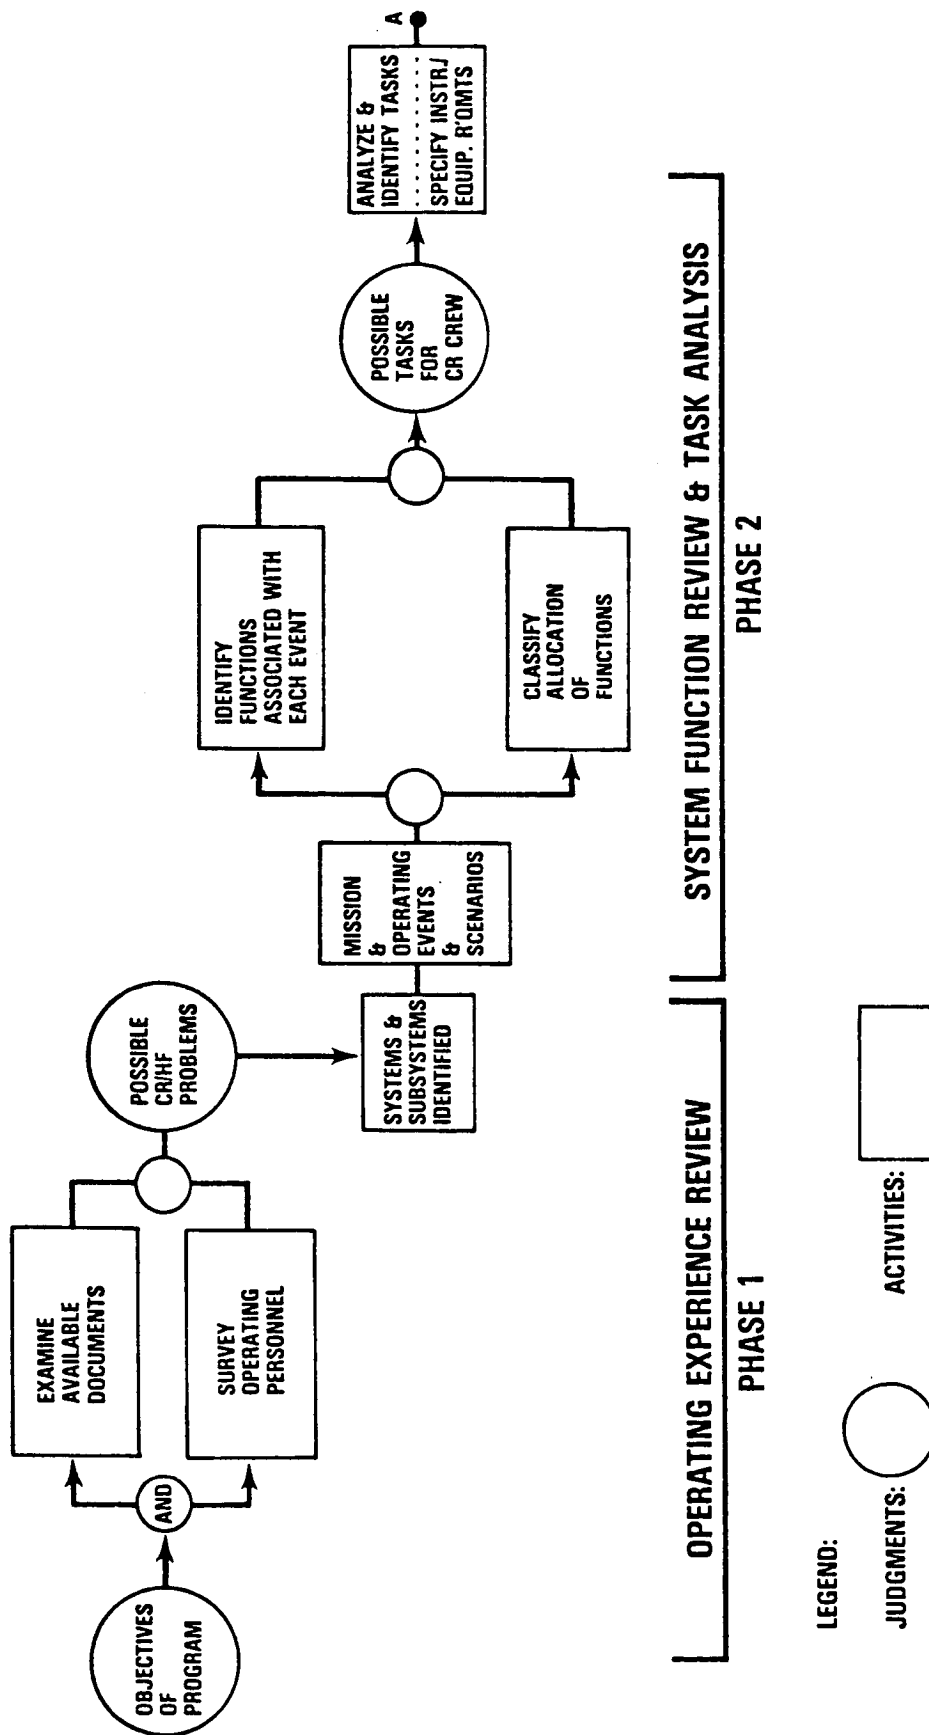 OBJECTIVES
OF
PROGRAM
AND
EXAMINE
AVAILABLE
DOCUMENTS
SURVEY
OPERATING
PERSONNEL
POSSIBLE
CR/HF
PROBLEMS
SYSTEMS &
SUBSYSTEMS
IDENTIFIED
MISSION
& OPERATING
EVENTS
& SCENARIOS
IDENTIFY
FUNCTIONS
ASSOCIATED WITH
EACH EVENT
CLASSIFY
ALLOCATION
OF
FUNCTIONS
POSSIBLE
TASKS
FOR
CR CREW
ANALYZE &
IDENTIFY TASKS
. . . . . . . . . .
SPECIFY INSTR./
EQUIP. R'QMTS
A
OPERATING EXPERIENCE REVIEW
PHASE 1
SYSTEM FUNCTION REVIEW & TASK ANALYSIS
PHASE 2
LEGEND:
JUDGMENTS:
ACTIVITIES: